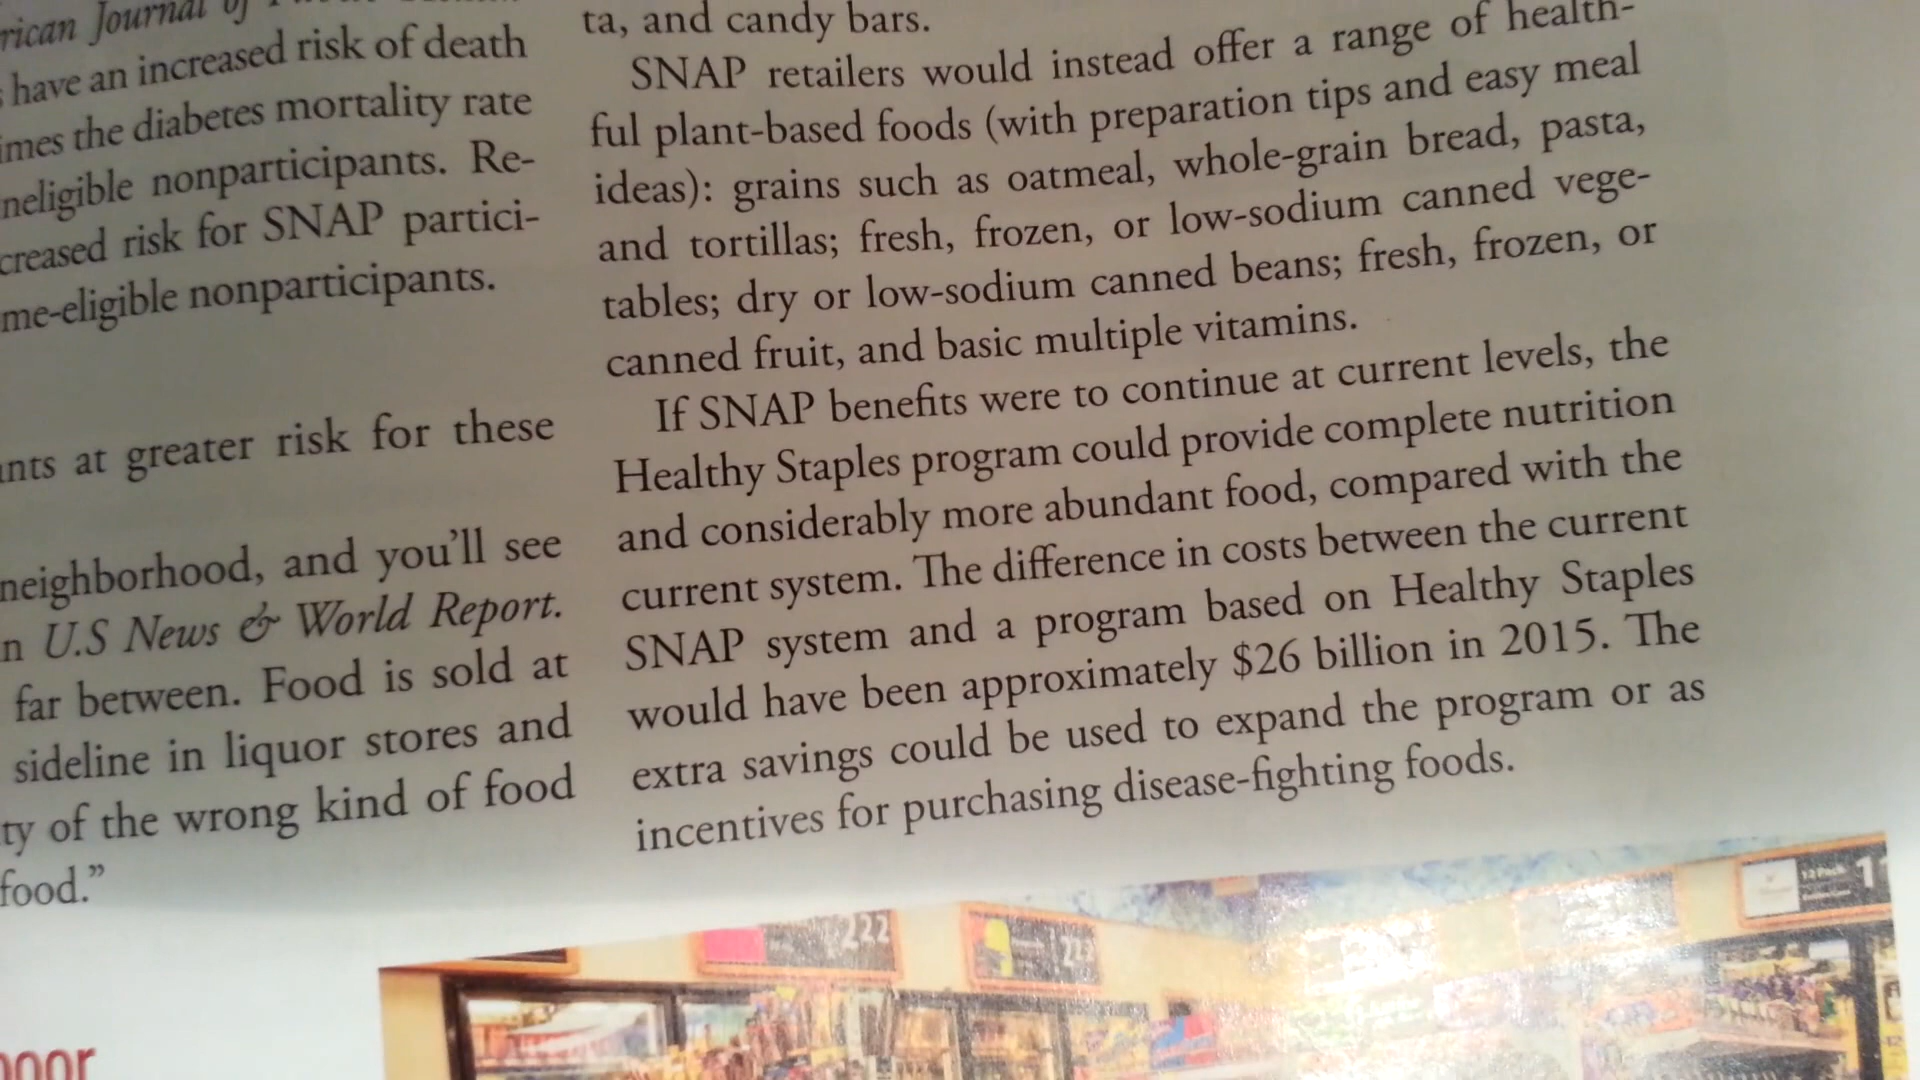 rican Journal of
have an increased risk of death
imes the diabetes mortality rate
neligible nonparticipants. Re-
creased risk for SNAP partici-
me-eligible nonparticipants.
ants at greater risk for these
neighborhood, and you'll see
n U.S News & World Report.
far between. Food is sold at
sideline in liquor stores and
ty of the wrong kind of food
food.”
poor
ta, and candy bars.
SNAP retailers would instead offer a range of health-
ful plant-based foods (with preparation tips and easy meal
ideas): grains such as oatmeal, whole-grain bread, pasta,
and tortillas; fresh, frozen, or low-sodium canned vege-
tables; dry or low-sodium canned beans; fresh, frozen, or
canned fruit, and basic multiple vitamins.
If SNAP benefits were to continue at current levels, the
Healthy Staples program could provide complete nutrition
and considerably more abundant food, compared with the
current system. The difference in costs between the current
SNAP system and a program based on Healthy Staples
would have been approximately $26 billion in 2015. The
extra savings could be used to expand the program or as
incentives for purchasing disease-fighting foods.
222